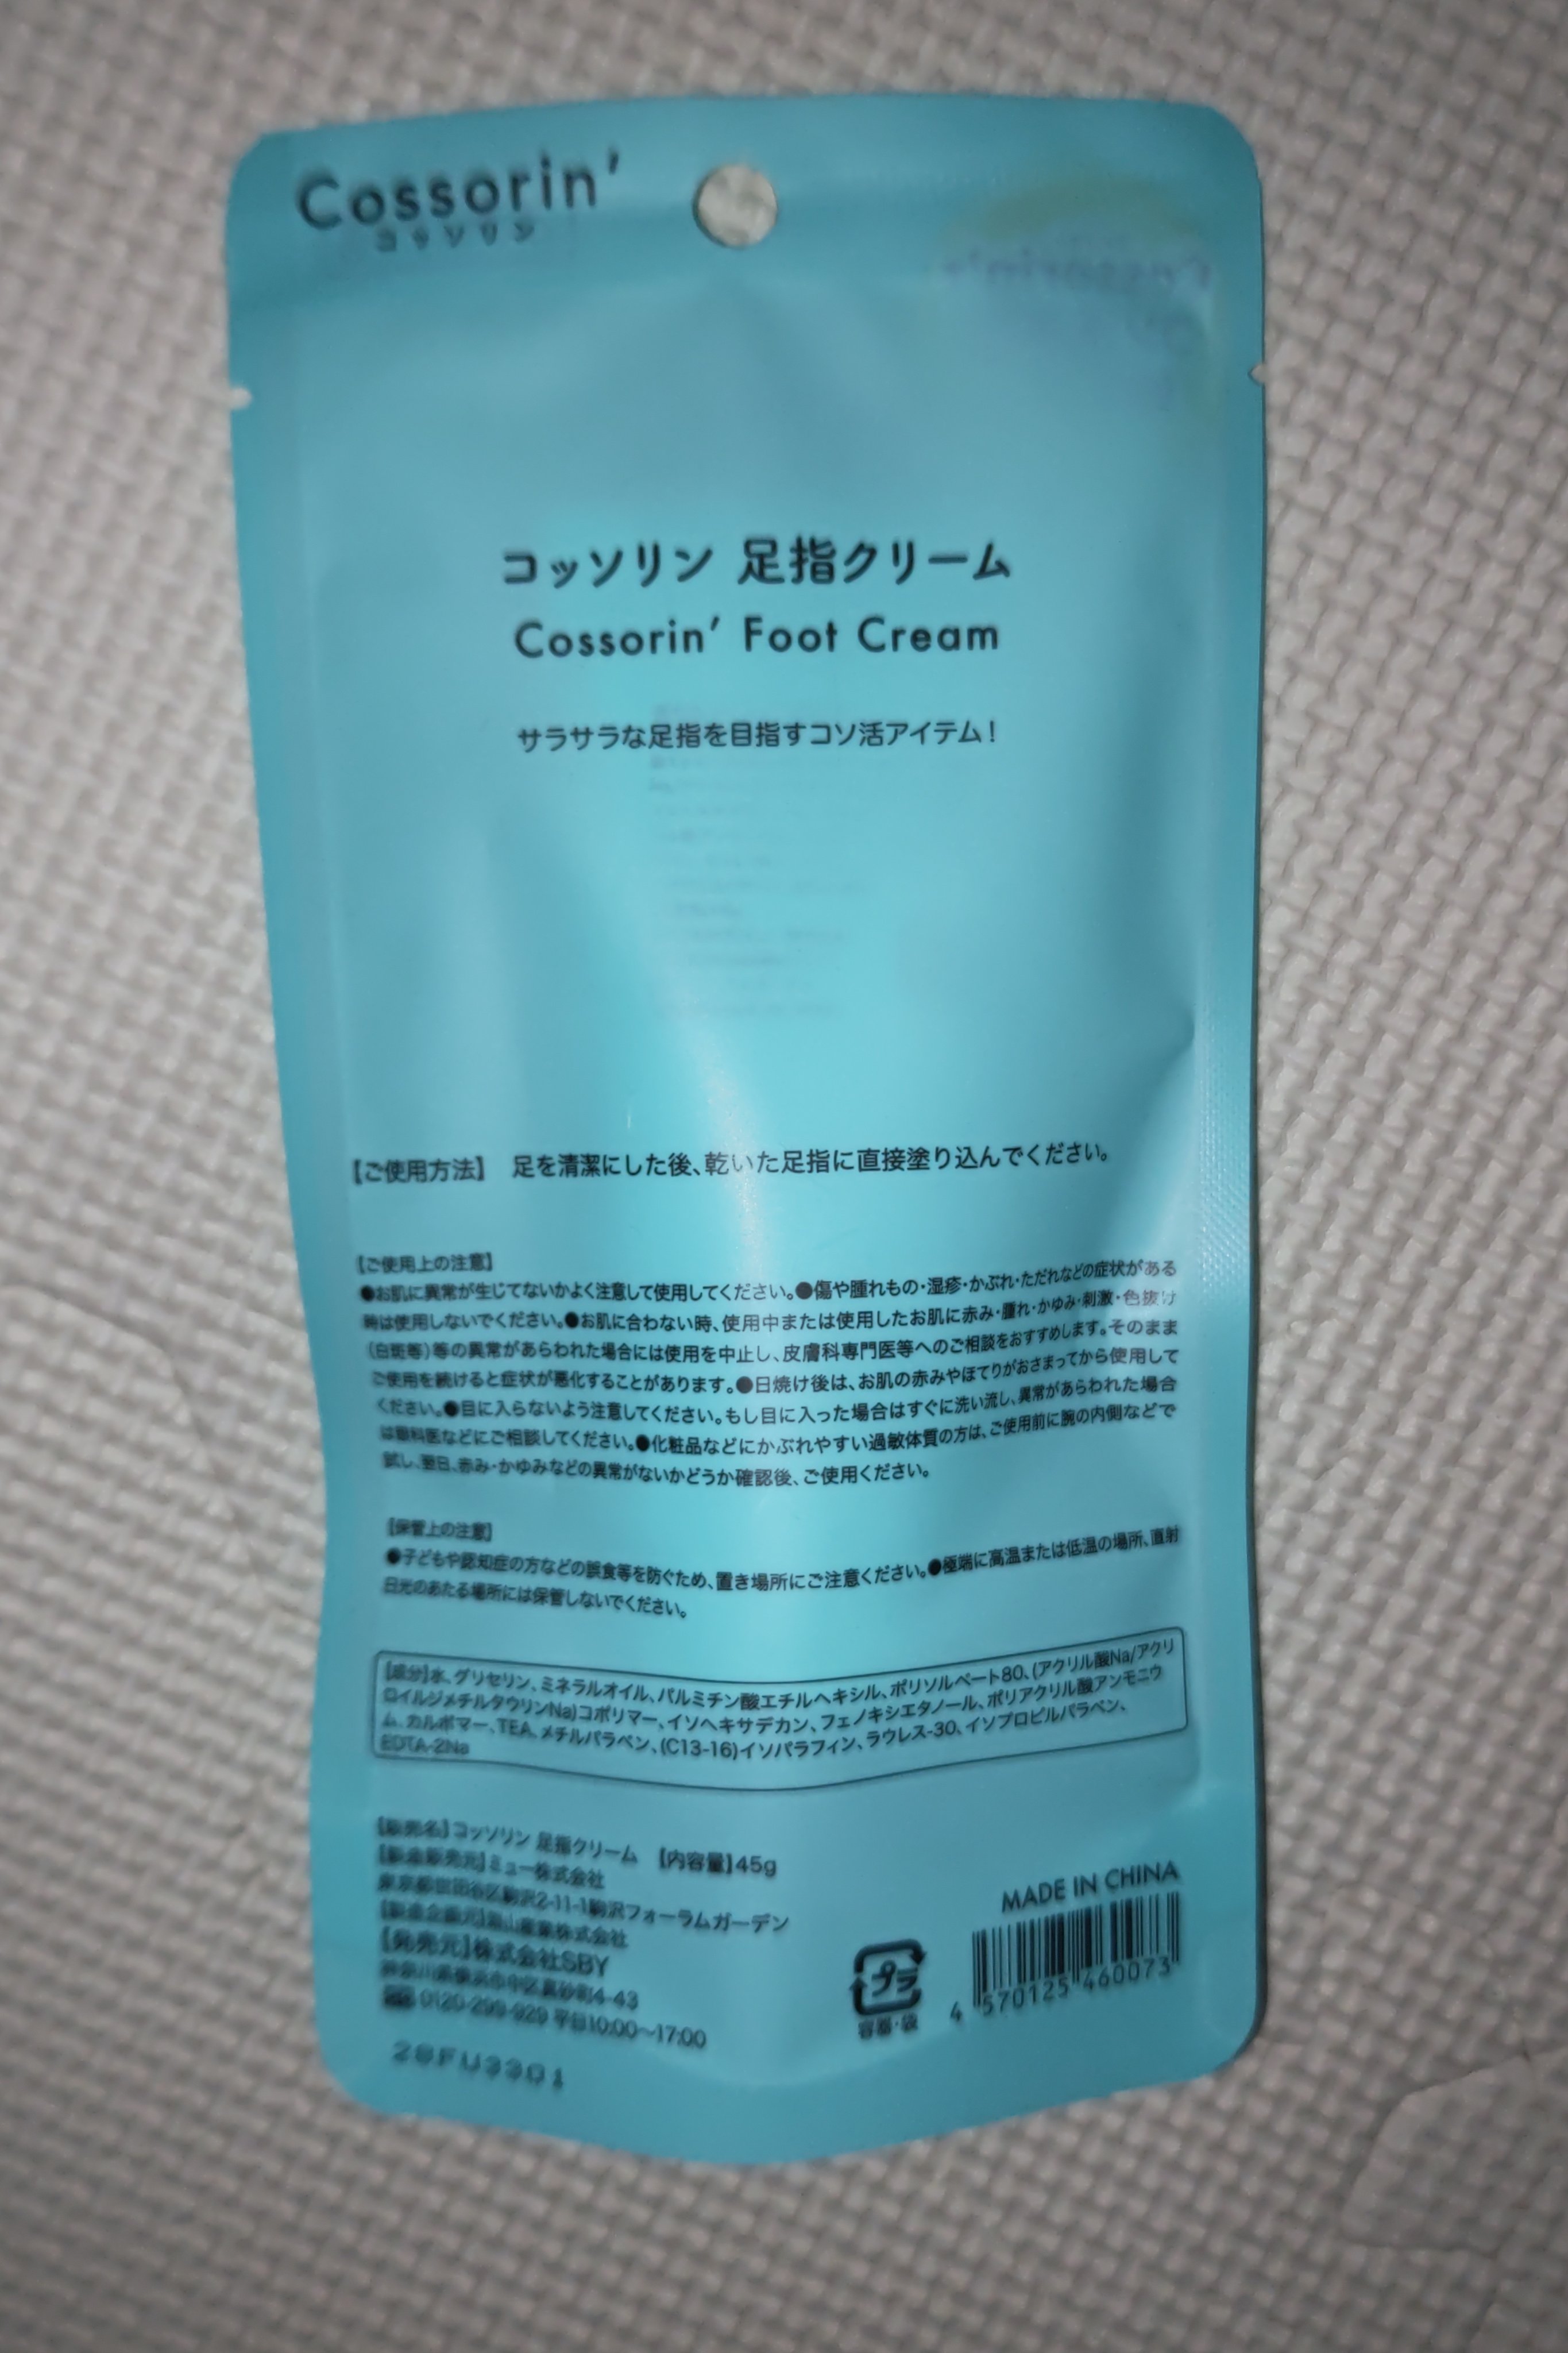 Cossorin’
コッソリン
コッソリン 足指クリーム
Cossorin’ Foot Cream
サラサラな足指を目指すコソ活アイテム！
【ご使用方法】 足を清潔にした後、乾いた足指に直接塗り込んでください。
【ご使用上の注意】
●お肌に異常が生じてないかよく注意して使用してください。●傷や腫れもの・湿疹・かぶれ・ただれなどの症状がある
時は使用しないでください。●お肌に合わない時、使用中または使用したお肌に赤み・腫れ・かゆみ・刺激・色抜け
（白斑等）等の異常があらわれた場合には使用を中止し、皮膚科専門医等へのご相談をおすすめします。そのまま
ご使用を続けると症状が悪化することがあります。●日焼け後は、お肌の赤みやほてりがおさまってから使用して
ください。●目に入らないよう注意してください。もし目に入った場合はすぐに洗い流し、異常があらわれた場合
は眼科医などにご相談してください。●化粧品などにかぶれやすい過敏体質の方は、ご使用前に腕の内側などで
試し、翌日、赤み・かゆみなどの異常がないかどうか確認後、ご使用ください。
【保管上の注意】
●子どもや認知症の方などの誤食等を防ぐため、置き場所にご注意ください。●極端に高温または低温の場所、直射
日光のあたる場所には保管しないでください。
【成分】水、グリセリン、ミネラルオイル、パルミチン酸エチルヘキシル、ポリソルベート80、(アクリル酸Na/アクリ
ロイルジメチルタウリンNa)コポリマー、イソヘキサデカン、フェノキシエタノール、ポリアクリル酸アンモニウ
ム、カルボマー、TEA、メチルパラベン、(C13-16)イソパラフィン、ラウレス-30、イソプロピルパラベン、
EDTA-2Na
【販売名】コッソリン 足指クリーム 【内容量】45g
【製造販売元】ミュー株式会社
東京都世田谷区駒沢2-11-1駒沢フォーラムガーデン
【製造企画元】山産業株式会社
【発売元】株式会社SBY
神奈川県横浜市中区真砂町4-43
0120-299-929 平日10:00～17:00
28FU3301
プラ
容器・袋
MADE IN CHINA
4 570125 460073